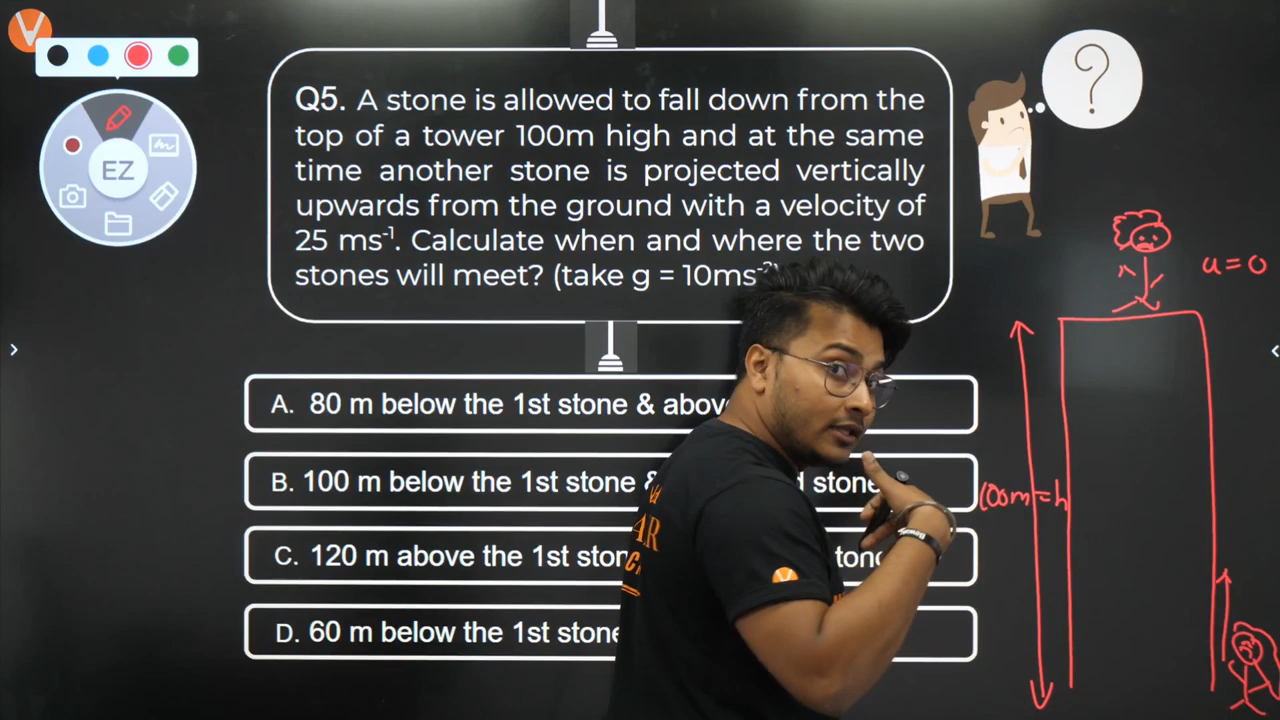 EZ
Q5. A stone is allowed to fall down from the
top of a tower 100m high and at the same
time another stone is projected vertically
upwards from the ground with a velocity of
25 ms⁻¹. Calculate when and where the two
stones will meet? (take g = 10ms⁻²
?
u=0
A. 80 m below the 1st stone &
B. 100 m below the 1st stone stone
100m=h
C. 120 m above the 1st
D. 60 m below the 1st stone
AR